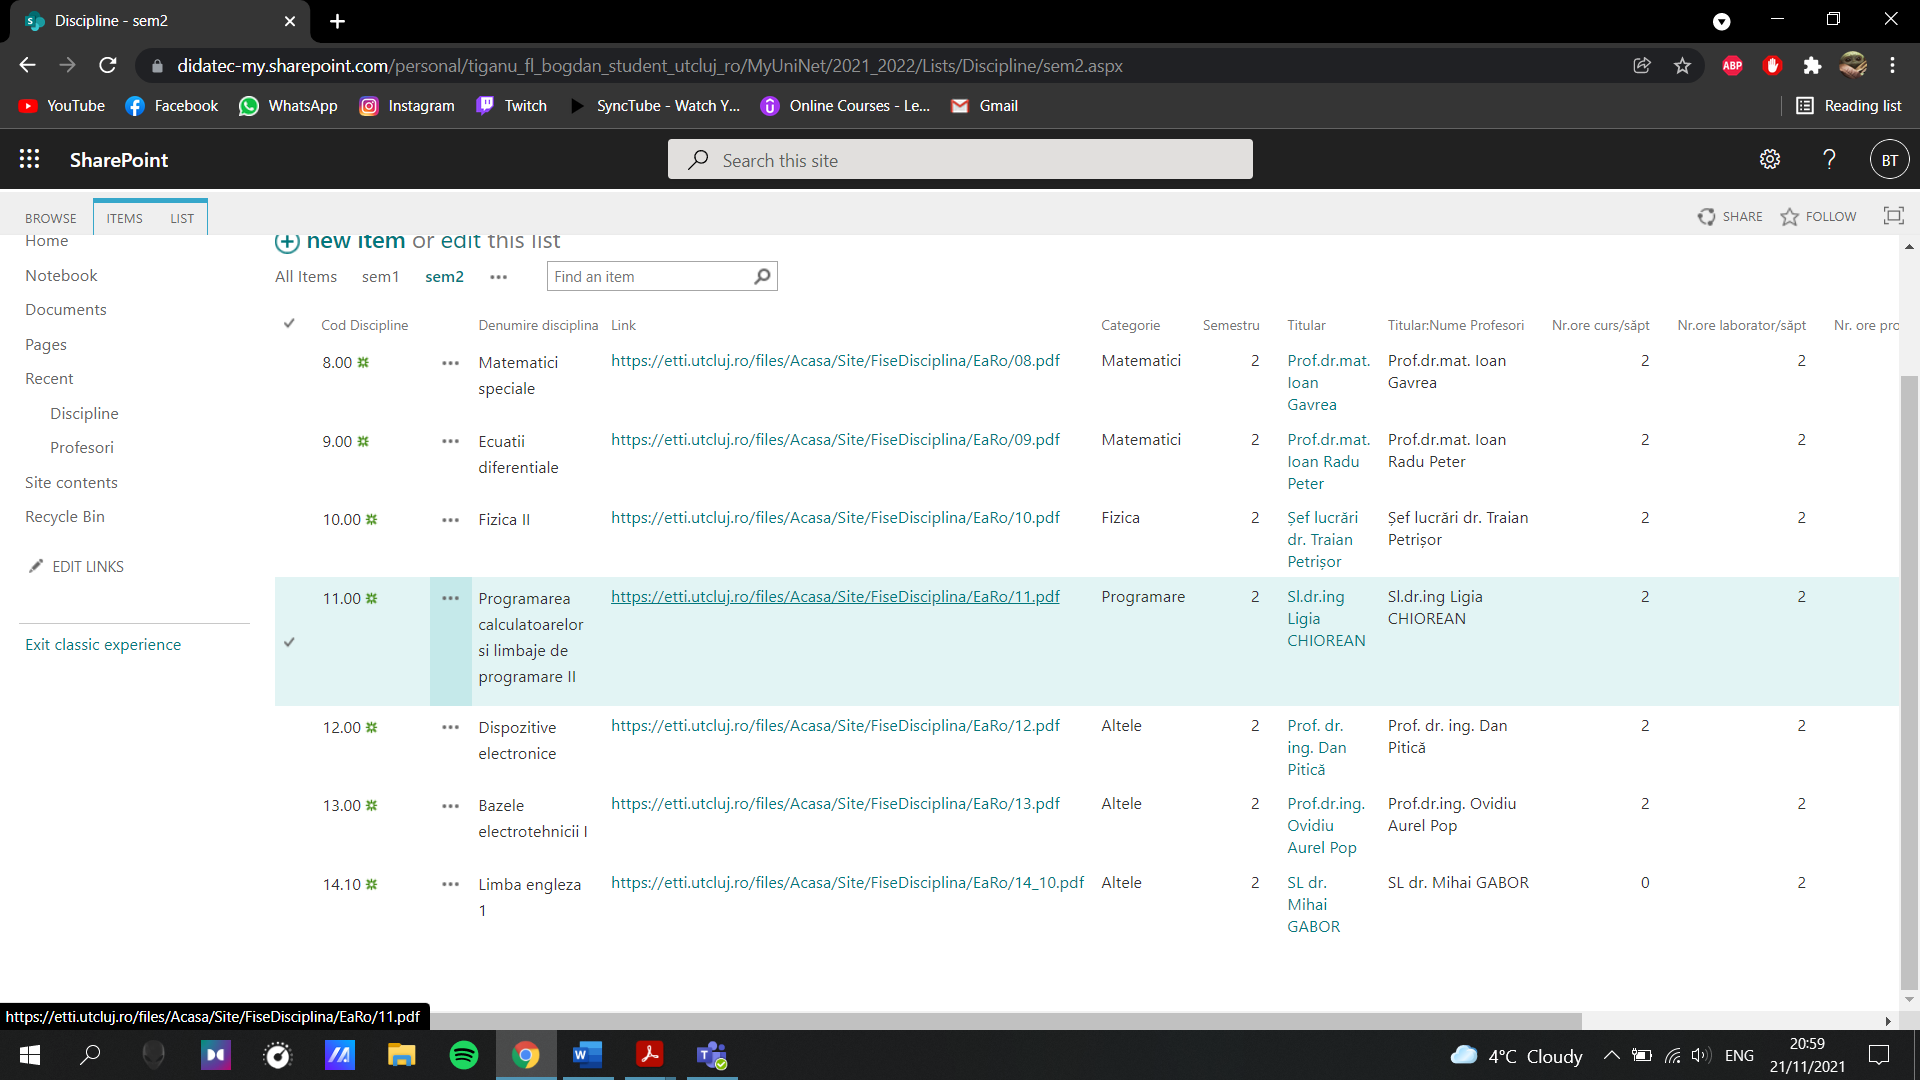 Discipline - sem2
didatec-my.sharepoint.com/personal/tiganu_fl_bogdan_student_utcluj_ro/MyUniNet/2021_2022/Lists/Discipline/sem2.aspx
ABP
YouTube Facebook WhatsApp Instagram Twitch SyncTube - Watch Y... Online Courses - Le... Gmail Reading list
SharePoint Search this site ? BT
BROWSE ITEMS LIST SHARE FOLLOW
Home
Notebook
Documents
Pages
Recent
Discipline
Profesori
Site contents
Recycle Bin
EDIT LINKS
Exit classic experience
new item or edit this list
All Items sem1 sem2 ••• Find an item
Cod Discipline Denumire disciplina Link Categorie Semestru Titular Titular:Nume Profesori Nr.ore curs/săpt Nr.ore laborator/săpt Nr. ore pro
8.00 ••• Matematici https://etti.utcluj.ro/files/Acasa/Site/FiseDisciplina/EaRo/08.pdf Matematici 2 Prof.dr.mat. Prof.dr.mat. Ioan 2 2
speciale Ioan Gavrea
Gavrea
9.00 ••• Ecuatii https://etti.utcluj.ro/files/Acasa/Site/FiseDisciplina/EaRo/09.pdf Matematici 2 Prof.dr.mat. Prof.dr.mat. Ioan 2 2
diferentiale Ioan Radu Radu Peter
Peter
10.00 ••• Fizica II https://etti.utcluj.ro/files/Acasa/Site/FiseDisciplina/EaRo/10.pdf Fizica 2 Șef lucrări Șef lucrări dr. Traian 2 2
dr. Traian Petrișor
Petrișor
11.00 ••• Programarea https://etti.utcluj.ro/files/Acasa/Site/FiseDisciplina/EaRo/11.pdf Programare 2 Sl.dr.ing Sl.dr.ing Ligia 2 2
calculatoarelor Ligia CHIOREAN
si limbaje de CHIOREAN
programare II
12.00 ••• Dispozitive https://etti.utcluj.ro/files/Acasa/Site/FiseDisciplina/EaRo/12.pdf Altele 2 Prof. dr. Prof. dr. ing. Dan 2 2
electronice ing. Dan Pitică
Pitică
13.00 ••• Bazele https://etti.utcluj.ro/files/Acasa/Site/FiseDisciplina/EaRo/13.pdf Altele 2 Prof.dr.ing. Prof.dr.ing. Ovidiu 2 2
electrotehnicii I Ovidiu Aurel Pop
Aurel Pop
14.10 ••• Limba engleza https://etti.utcluj.ro/files/Acasa/Site/FiseDisciplina/EaRo/14_10.pdf Altele 2 SL dr. SL dr. Mihai GABOR 0 2
1 Mihai
GABOR
https://etti.utcluj.ro/files/Acasa/Site/FiseDisciplina/EaRo/11.pdf
4°C Cloudy ENG 20:59
21/11/2021